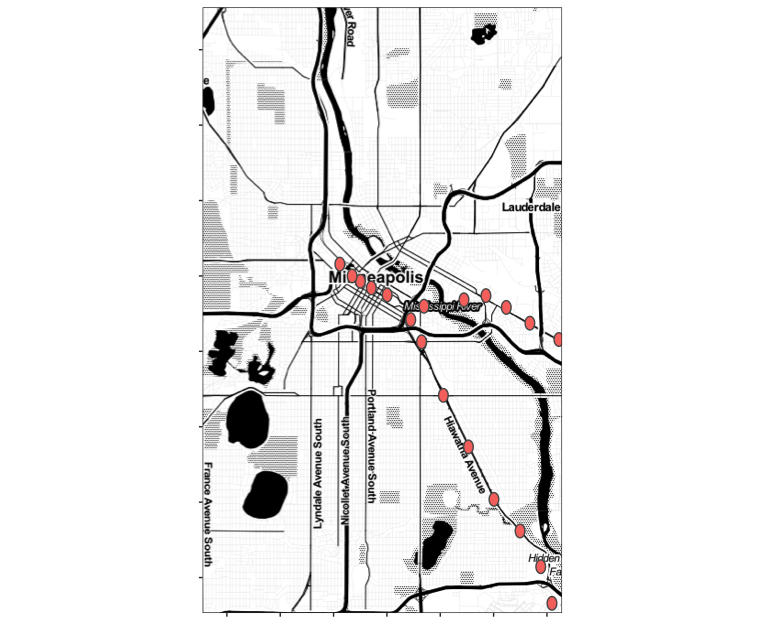 yer Road
e
Lauderdale
Minneapolis
Mississippi River
Portland Avenue South
Lyndale Avenue South
Nicollet Avenue South
Hiawatha Avenue
France Avenue South
Hidden
Fa